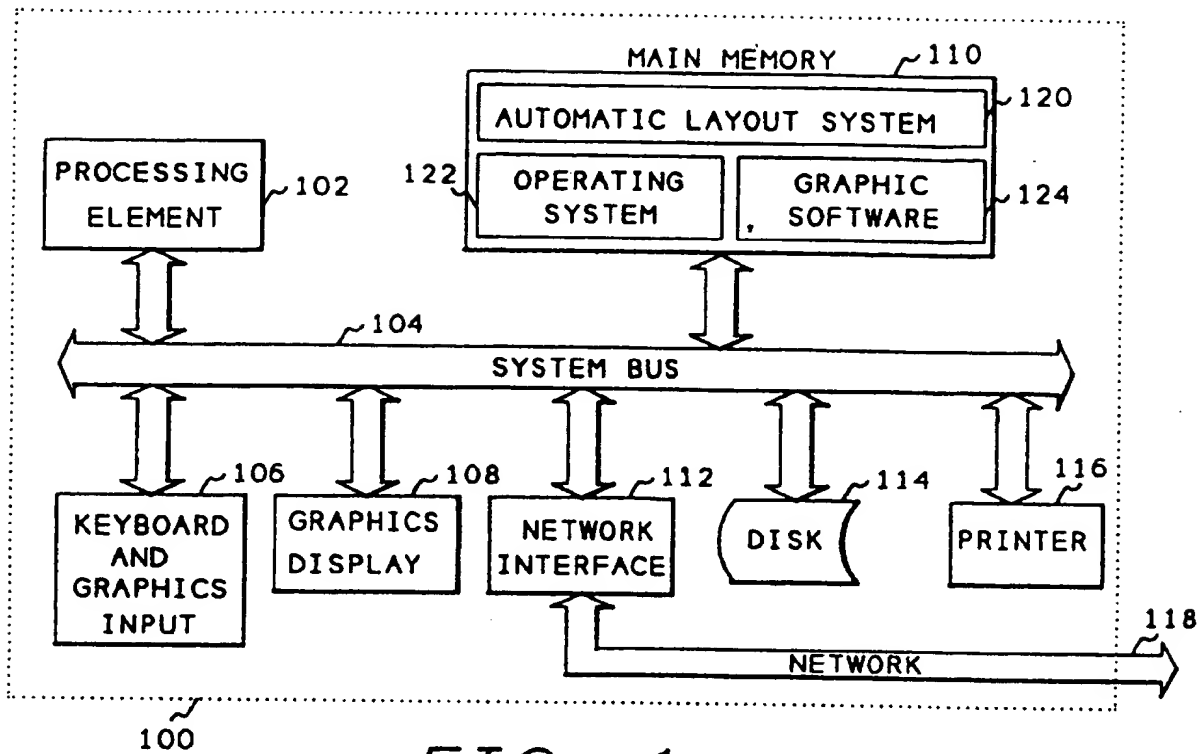 MAIN MEMORY
110
AUTOMATIC LAYOUT SYSTEM
120
PROCESSING
ELEMENT
102
122
OPERATING
SYSTEM
GRAPHIC
SOFTWARE
124
104
SYSTEM BUS
106
KEYBOARD
AND
GRAPHICS
INPUT
108
GRAPHICS
DISPLAY
112
NETWORK
INTERFACE
114
DISK
116
PRINTER
118
NETWORK
100